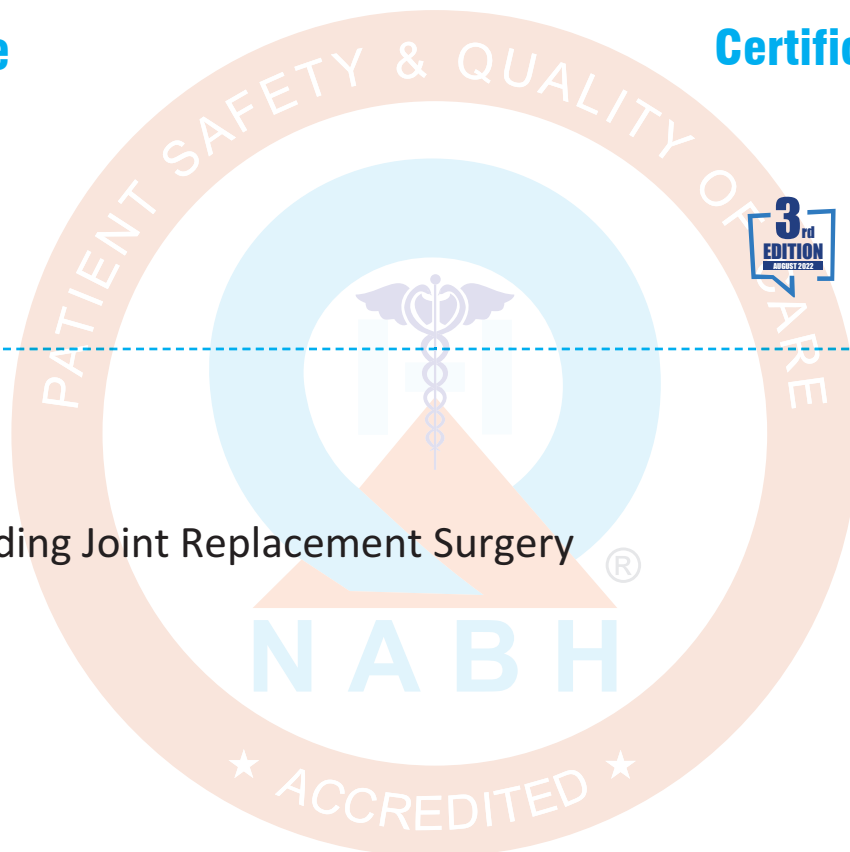 e
Certific
3rd
EDITION
AUGUST 2022
PATIENT SAFETY & QUALITY OF CARE
ding Joint Replacement Surgery
®
NABH
★ ACCREDITED ★